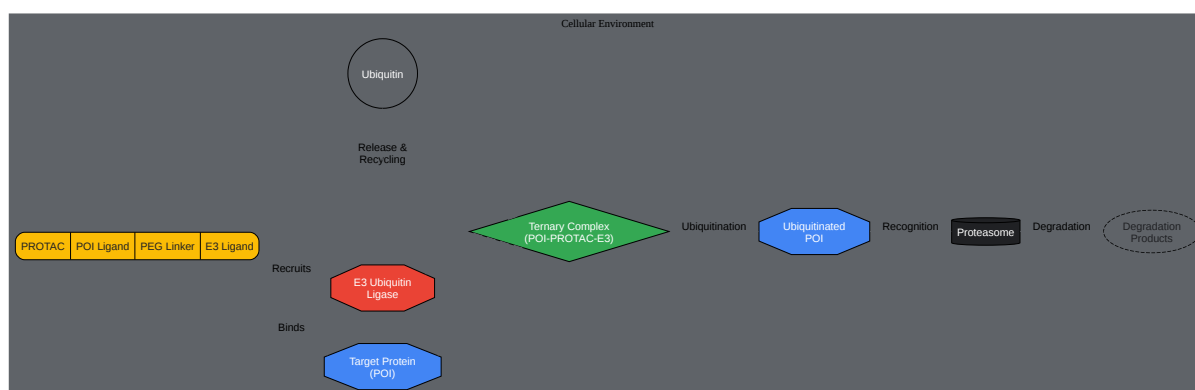 Cellular Environment
Ubiquitin
Release &
Recycling
PROTAC POI Ligand PEG Linker E3 Ligand
Recruits
E3 Ubiquitin
Ligase
Binds
Target Protein
(POI)
Ternary Complex
(POI-PROTAC-E3)
Ubiquitination
Ubiquitinated
POI
Recognition
Proteasome
Degradation
Degradation
Products